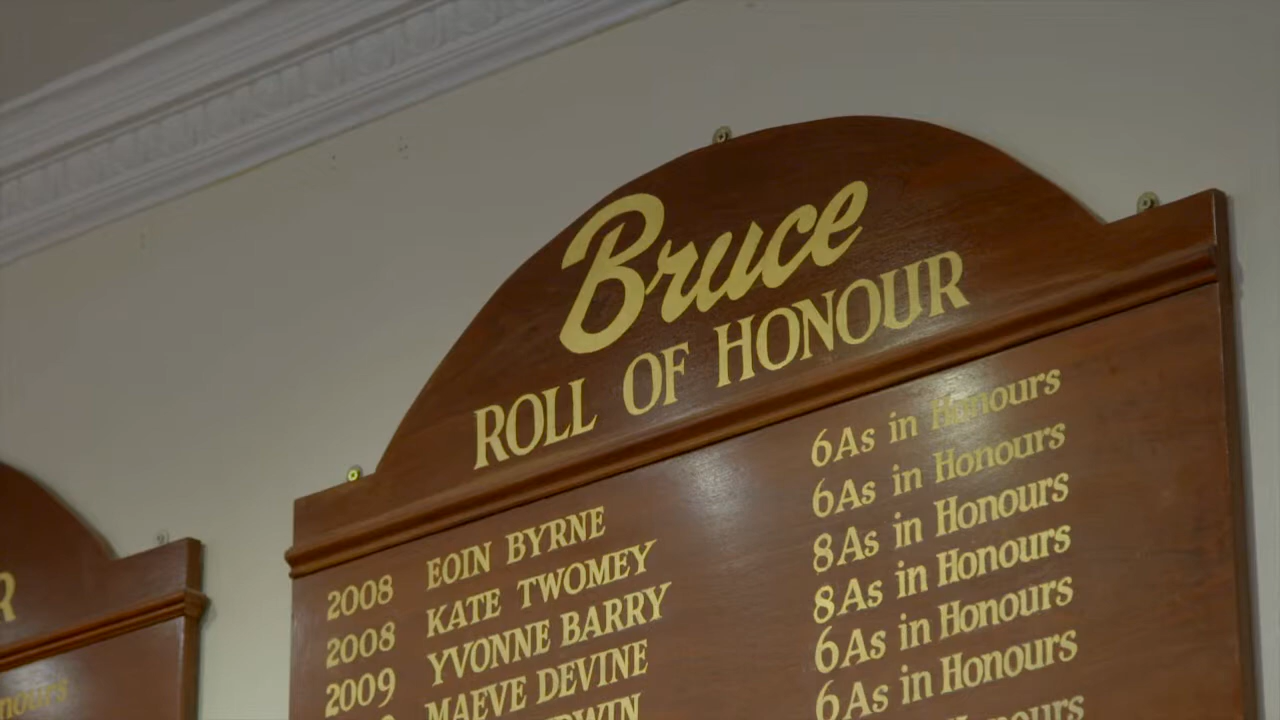 Bruce
ROLL OF HONOUR
2008 EOIN BYRNE 6As in Honours
2008 KATE TWOMEY 6As in Honours
2009 YVONNE BARRY 8As in Honours
MAEVE DEVINE 8As in Honours
6As in Honours
6As in Honours